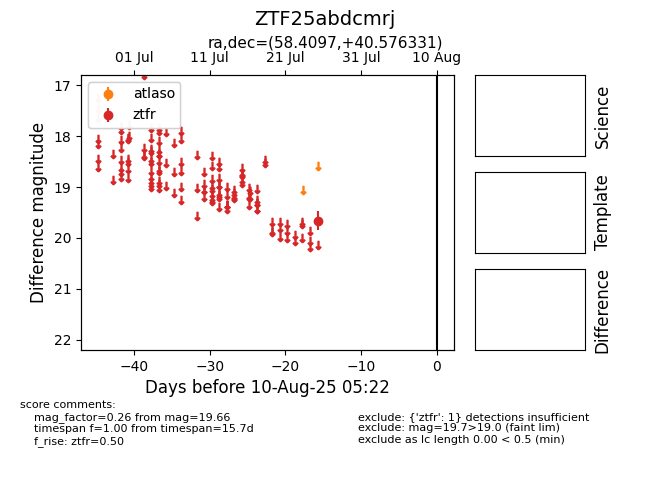 ZTF25abdcmrj
ra,dec=(58.4097,+40.576331)
01 Jul 11 Jul 21 Jul 31 Jul 10 Aug
atlaso
ztfr
17
18
19
20
21
22
Difference magnitude
−40 −30 −20 −10 0
Days before 10-Aug-25 05:22
Science
Template
Difference
score comments:
mag_factor=0.26 from mag=19.66
timespan f=1.00 from timespan=15.7d
f_rise: ztfr=0.50
exclude: {'ztfr': 1} detections insufficient
exclude: mag=19.7>19.0 (faint lim)
exclude as lc length 0.00 < 0.5 (min)